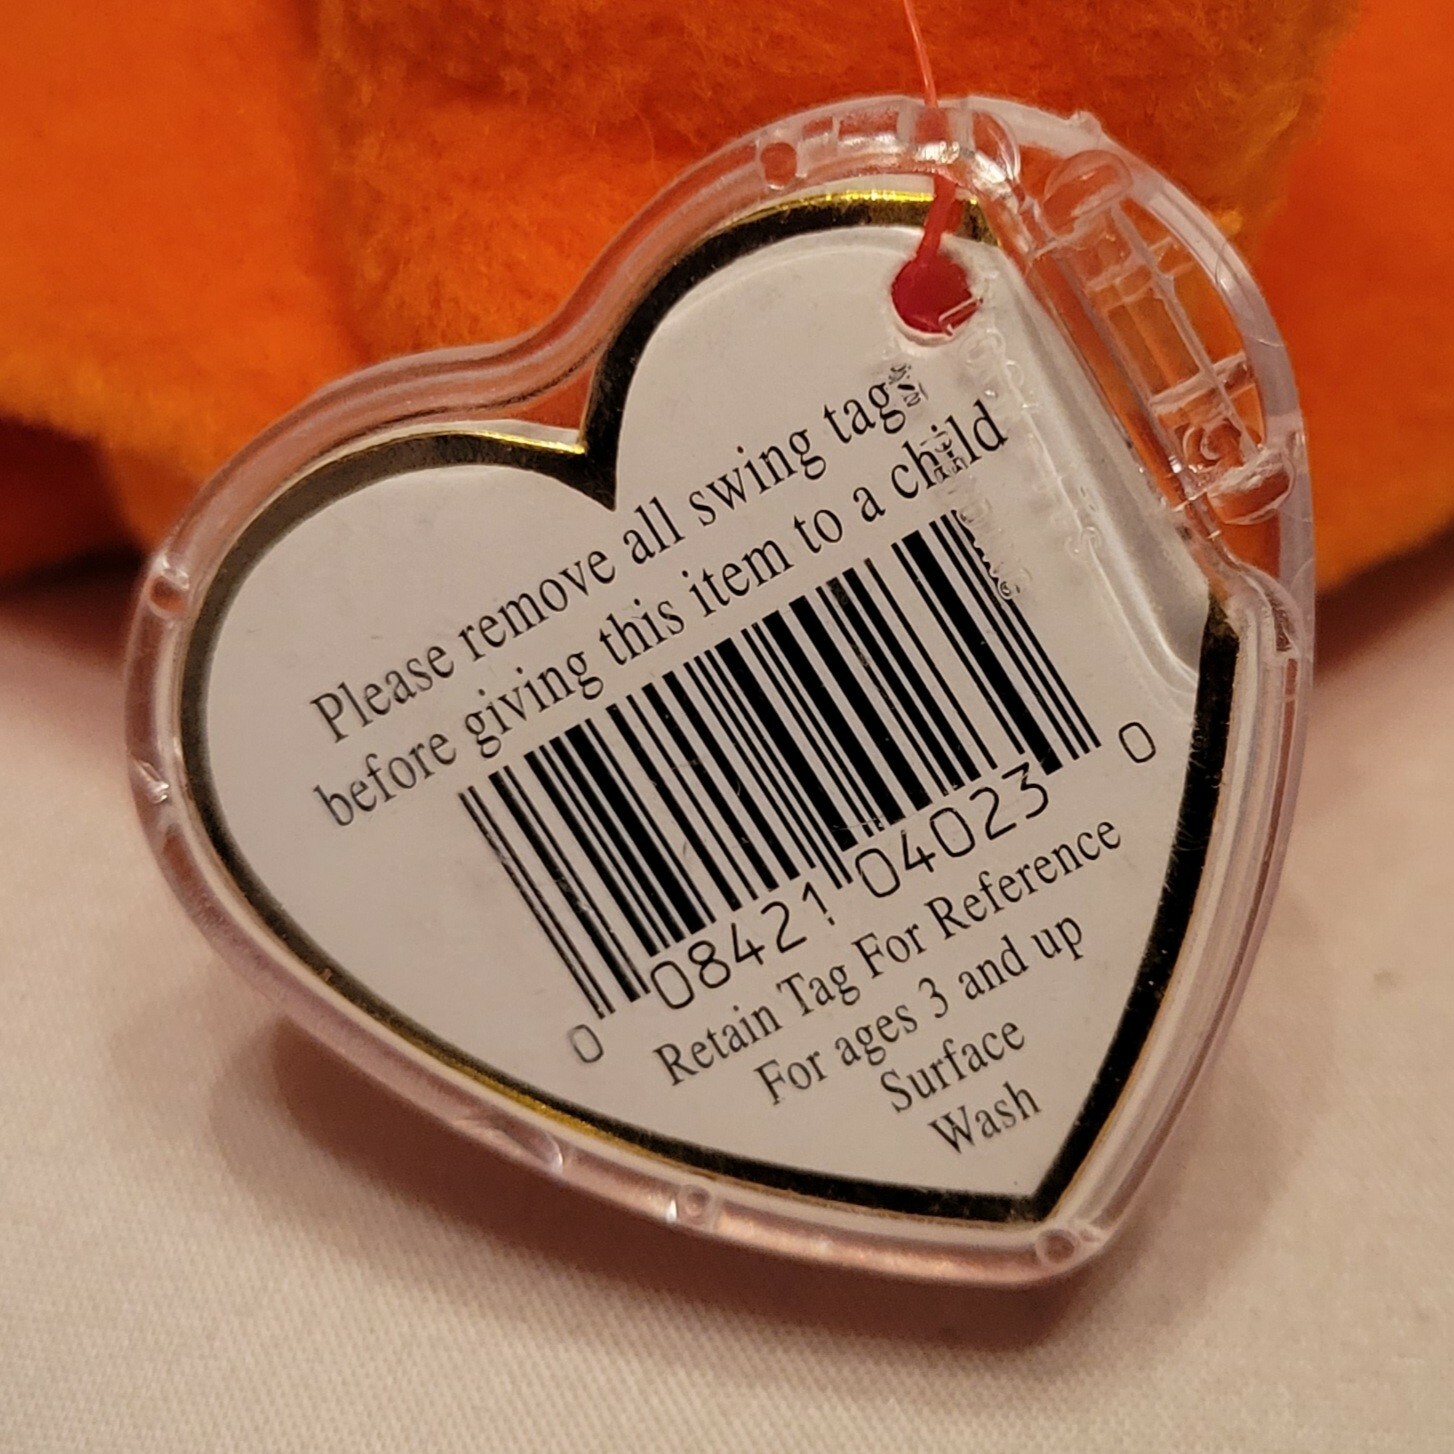 Please remove all swing tags
before giving this item to a child
0 08421 04023 0
Retain Tag For Reference
For ages 3 and up
Surface
Wash